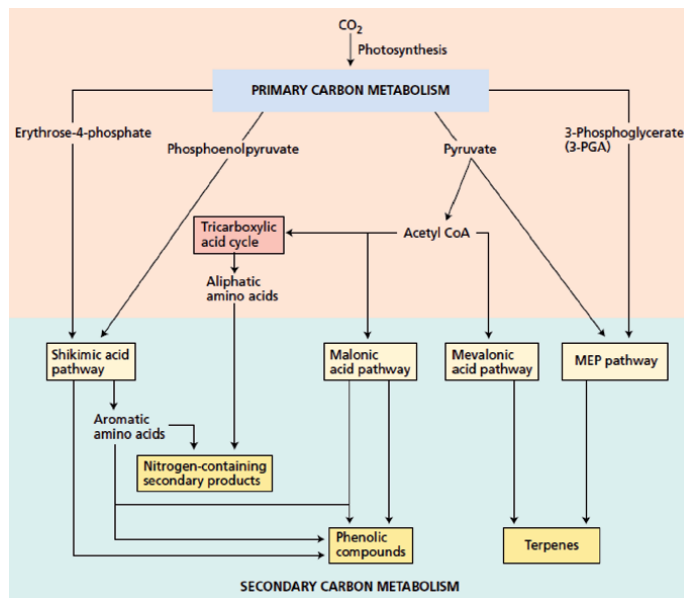 CO2
Photosynthesis
PRIMARY CARBON METABOLISM
Erythrose-4-phosphate
Phosphoenolpyruvate
Pyruvate
3-Phosphoglycerate
(3-PGA)
Tricarboxylic
acid cycle
Acetyl CoA
Aliphatic
amino acids
Shikimic acid
pathway
Malonic
acid pathway
Mevalonic
acid pathway
MEP pathway
Aromatic
amino acids
Nitrogen-containing
secondary products
Phenolic
compounds
Terpenes
SECONDARY CARBON METABOLISM